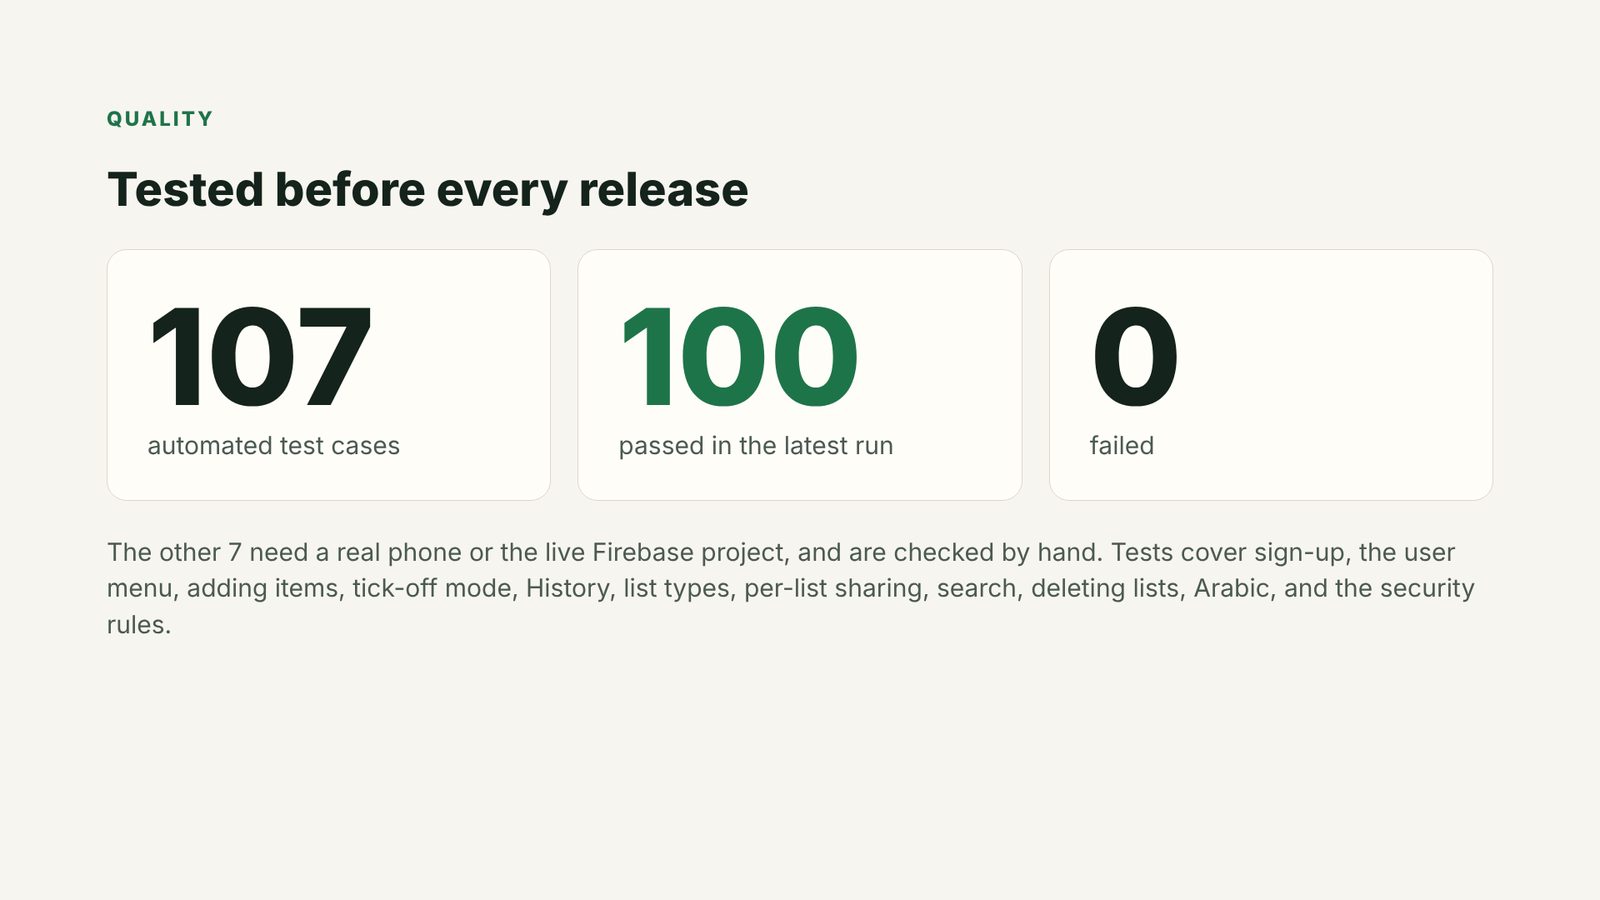 QUALITY
Tested before every release
107
automated test cases
100
passed in the latest run
0
failed
The other 7 need a real phone or the live Firebase project, and are checked by hand. Tests cover sign-up, the user
menu, adding items, tick-off mode, History, list types, per-list sharing, search, deleting lists, Arabic, and the security
rules.